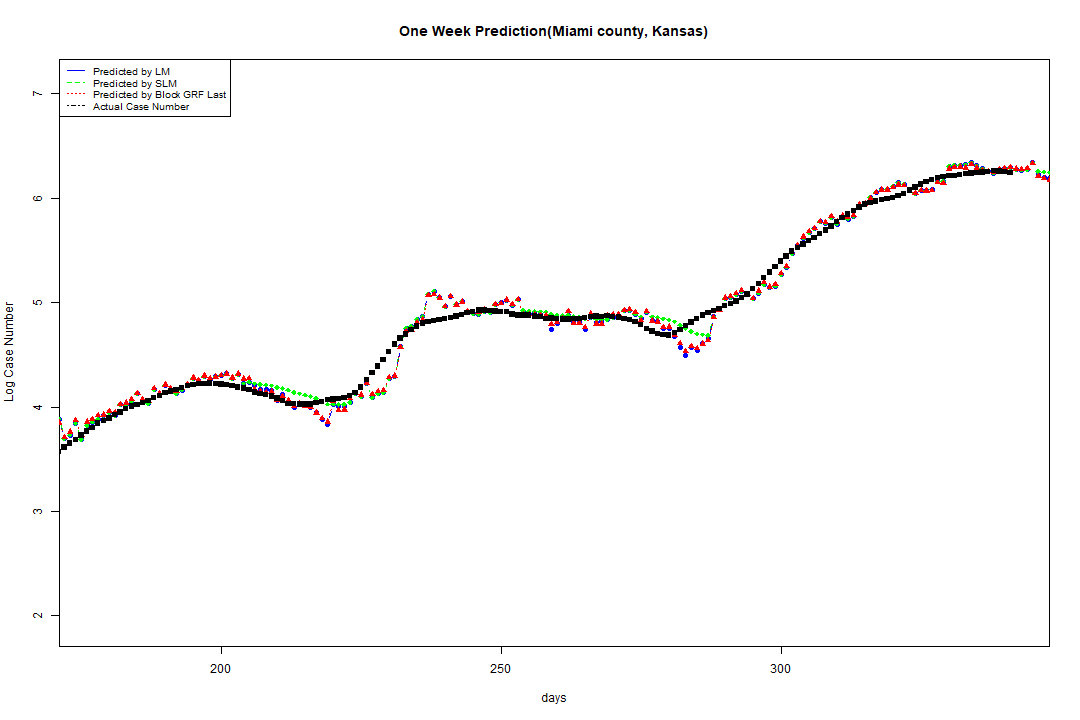 One Week Prediction(Miami county, Kansas)
Predicted by LM
Predicted by SLM
Predicted by Block GRF Last
Actual Case Number
7
6
5
4
3
2
Log Case Number
200
250
300
days